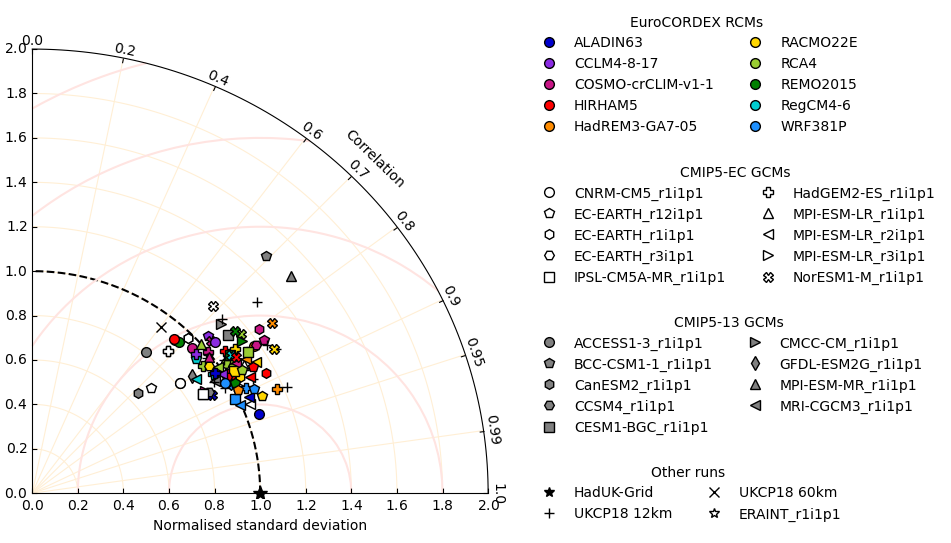 0.0
0.2
0.4
0.6
Correlation
0.7
0.8
0.9
0.95
0.99
1.0
2.0
1.8
1.6
1.4
1.2
1.0
0.8
0.6
0.4
0.2
0.0
0.0 0.2 0.4 0.6 0.8 1.0 1.2 1.4 1.6 1.8 2.0
Normalised standard deviation
EuroCORDEX RCMs
ALADIN63 RACMO22E
CCLM4-8-17 RCA4
COSMO-crCLIM-v1-1 REMO2015
HIRHAM5 RegCM4-6
HadREM3-GA7-05 WRF381P
CMIP5-EC GCMs
CNRM-CM5_r1i1p1 HadGEM2-ES_r1i1p1
EC-EARTH_r12i1p1 MPI-ESM-LR_r1i1p1
EC-EARTH_r1i1p1 MPI-ESM-LR_r2i1p1
EC-EARTH_r3i1p1 MPI-ESM-LR_r3i1p1
IPSL-CM5A-MR_r1i1p1 NorESM1-M_r1i1p1
CMIP5-13 GCMs
ACCESS1-3_r1i1p1 CMCC-CM_r1i1p1
BCC-CSM1-1_r1i1p1 GFDL-ESM2G_r1i1p1
CanESM2_r1i1p1 MPI-ESM-MR_r1i1p1
CCSM4_r1i1p1 MRI-CGCM3_r1i1p1
CESM1-BGC_r1i1p1
Other runs
HadUK-Grid UKCP18 60km
UKCP18 12km ERAINT_r1i1p1